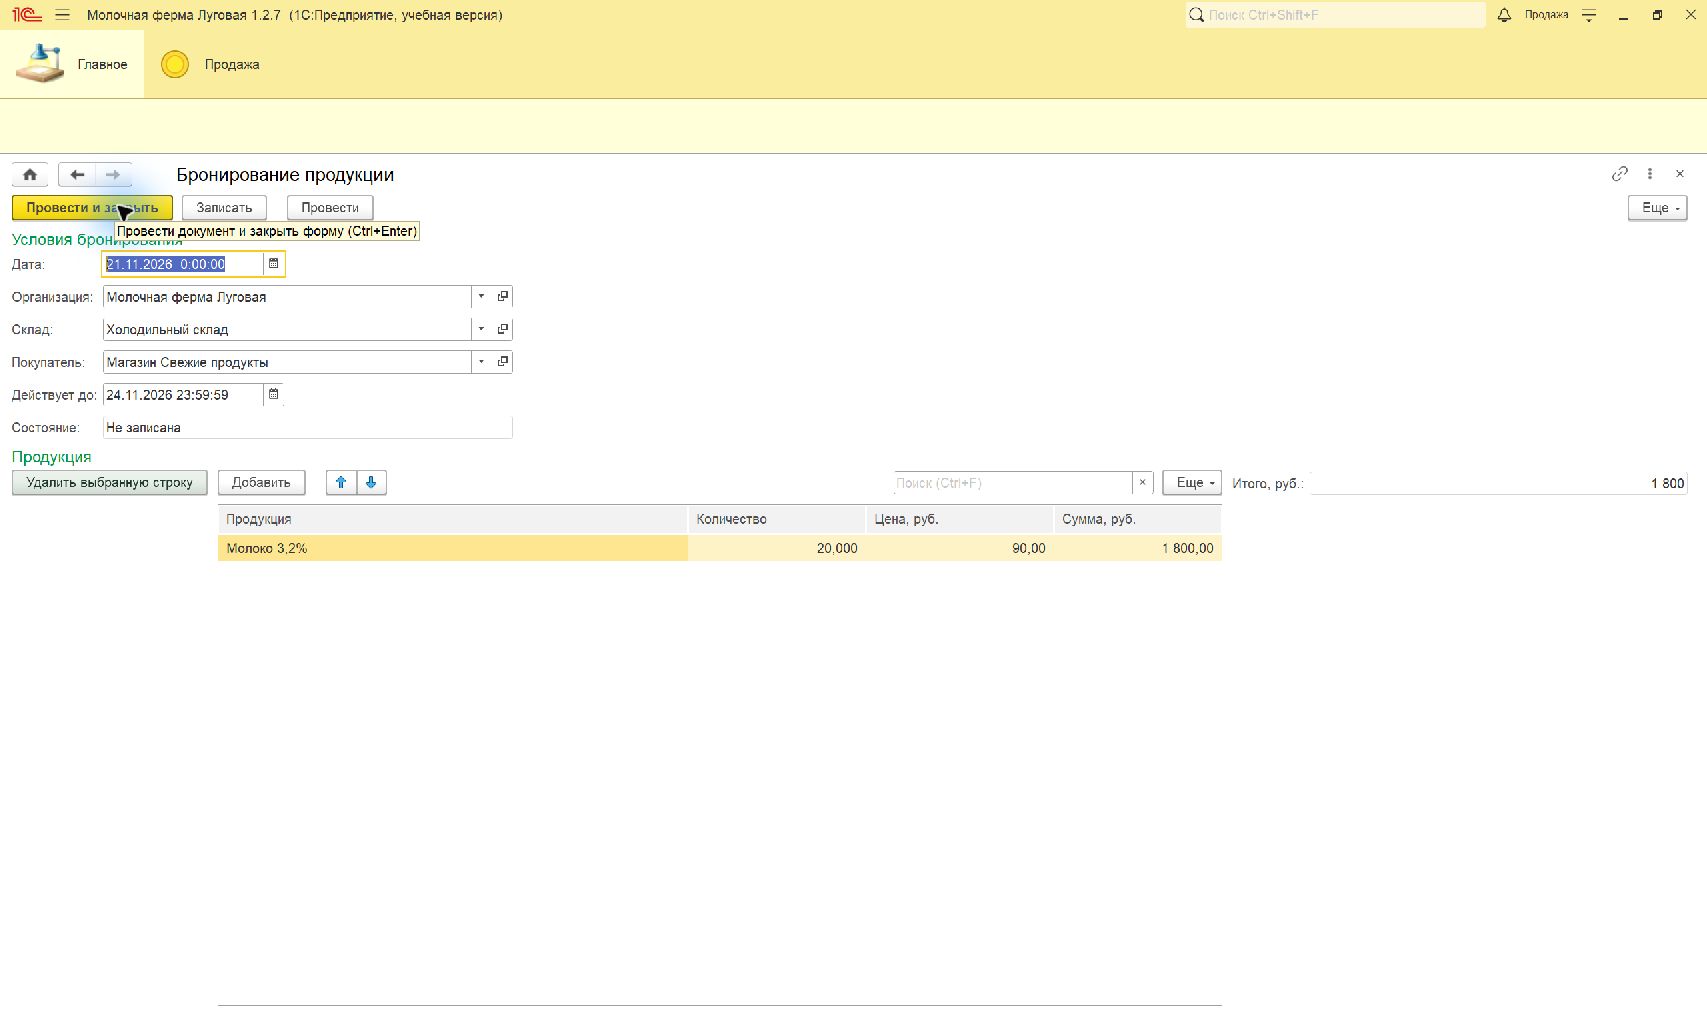 1С Молочная ферма Луговая 1.2.7 (1С:Предприятие, учебная версия) Поиск Ctrl+Shift+F Продажа
Главное Продажа
Бронирование продукции
Провести и закрыть Записать Провести Еще
Провести документ и закрыть форму (Ctrl+Enter)
Условия бронирования
Дата: 21.11.2026 0:00:00
Организация: Молочная ферма Луговая
Склад: Холодильный склад
Покупатель: Магазин Свежие продукты
Действует до: 24.11.2026 23:59:59
Состояние: Не записана
Продукция
Удалить выбранную строку Добавить Поиск (Ctrl+F) × Еще Итого, руб.: 1 800
Продукция Количество Цена, руб. Сумма, руб.
Молоко 3,2% 20,000 90,00 1 800,00